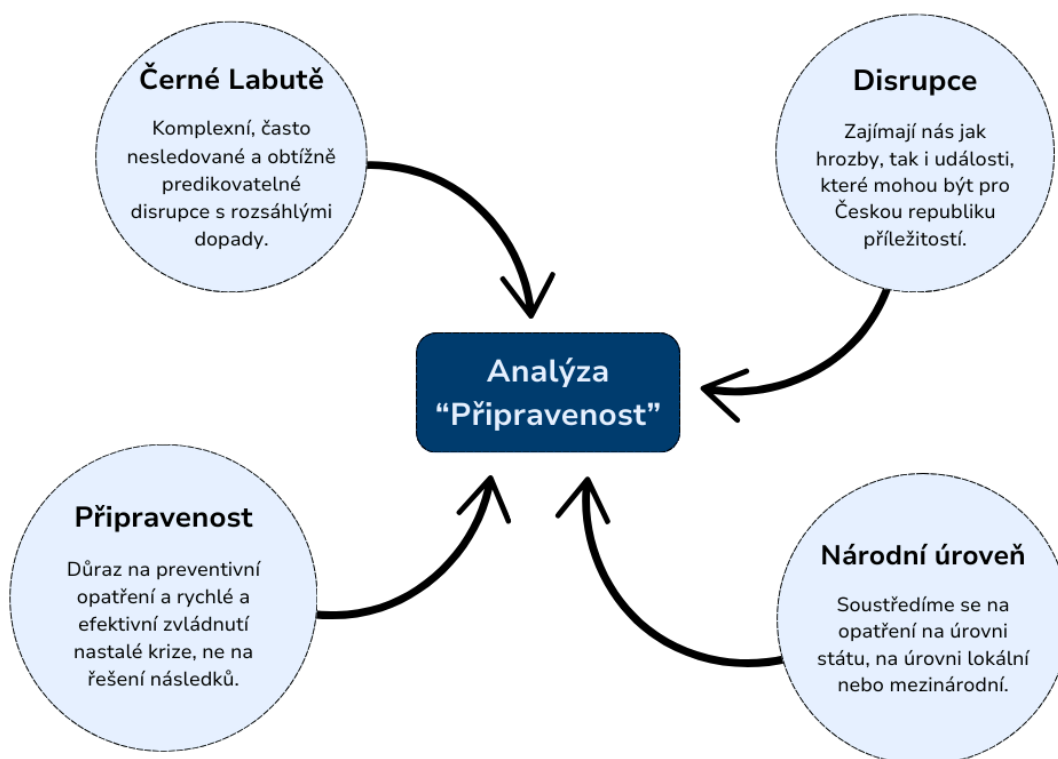 Černé Labutě
Komplexní, často
nesledované a obtížně
predikovatelné
disrupce s rozsáhlými
dopady.
Disrupce
Zajímají nás jak
hrozby, tak i události,
které mohou být pro
Českou republiku
příležitostí.
Analýza
“Připravenost”
Připravenost
Důraz na preventivní
opatření a rychlé a
efektivní zvládnutí
nastalé krize, ne na
řešení následků.
Národní úroveň
Soustředíme se na
opatření na úrovni
státu, na úrovni lokální
nebo mezinárodní.